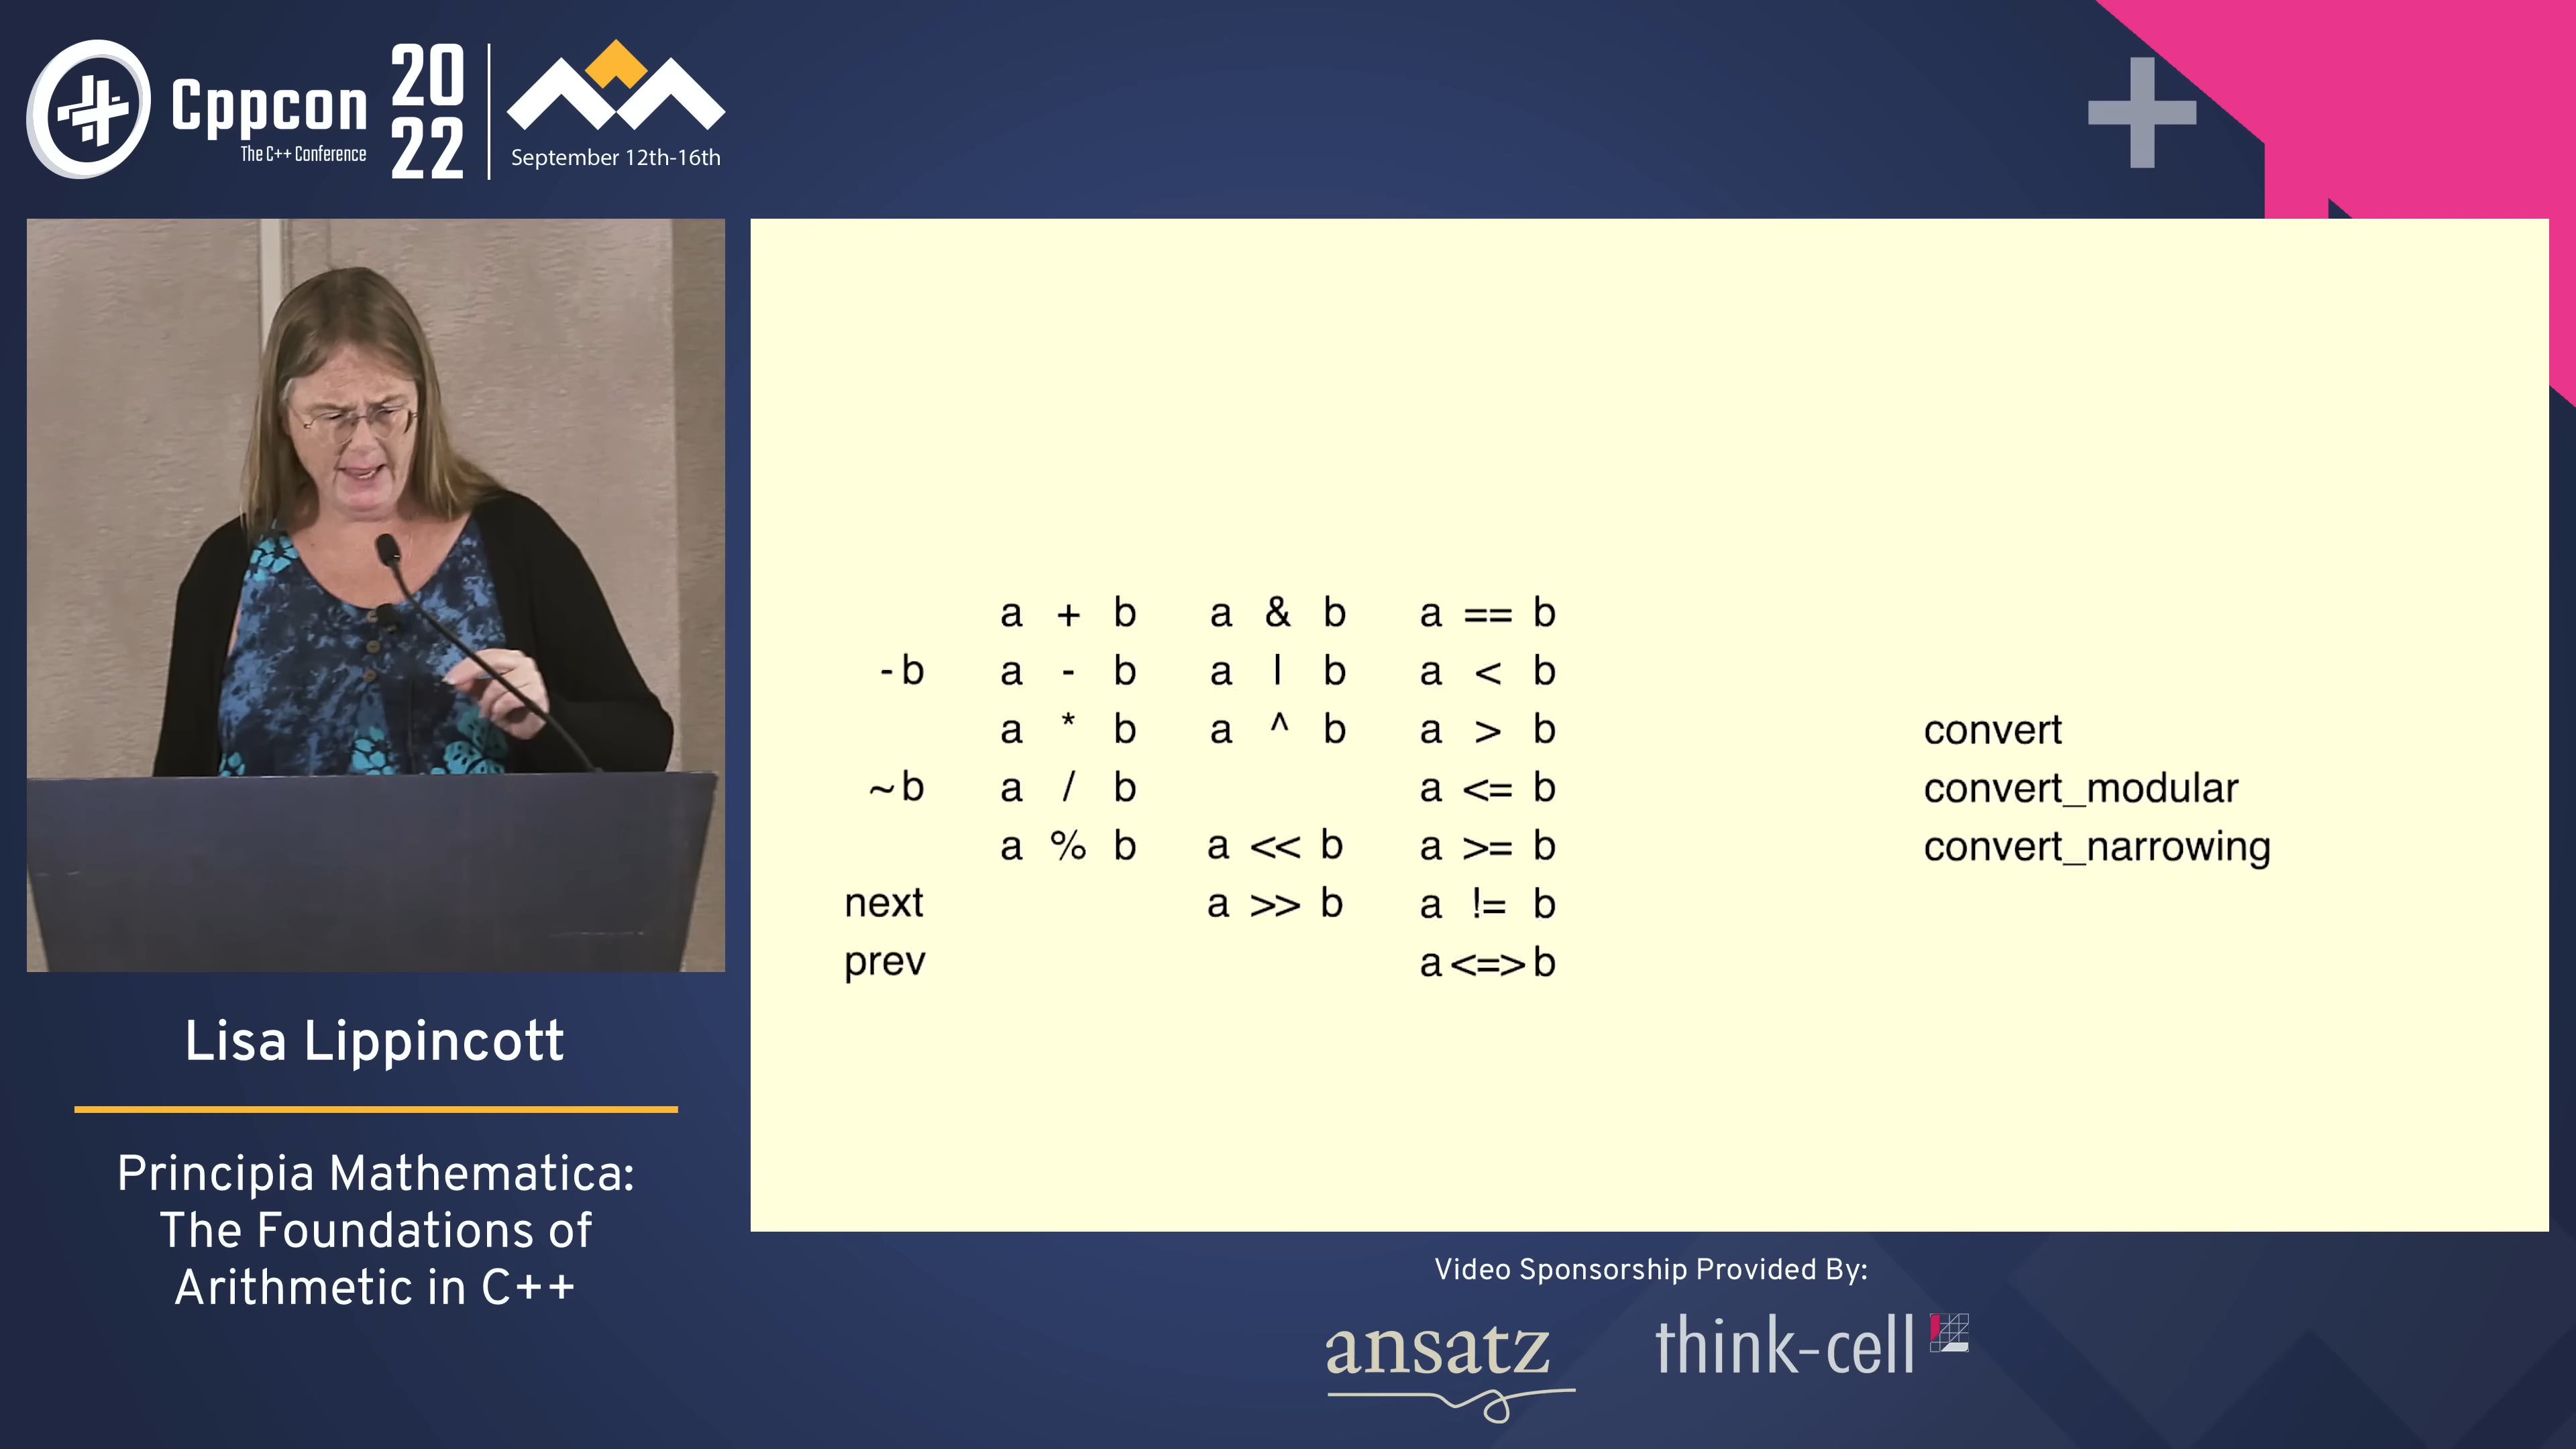 Cppcon
The C++ Conference
20
22
September 12th-16th
a + b a & b a == b
- b a - b a | b a < b
a * b a ^ b a > b convert
~ b a / b a <= b convert_modular
a % b a << b a >= b convert_narrowing
next a >> b a != b
prev a <=> b
Lisa Lippincott
Principia Mathematica:
The Foundations of
Arithmetic in C++
Video Sponsorship Provided By:
ansatz
think-cell